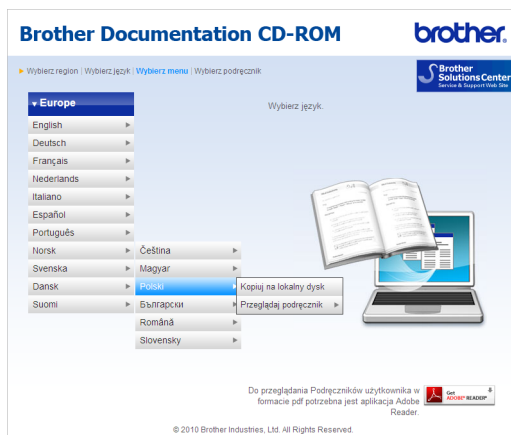 Brother Documentation CD-ROM
brother.
Wybierz region | Wybierz język | Wybierz menu | Wybierz podręcznik
Brother
Solutions Center
Service & Support Web Site
Europe
Wybierz język.
English
Deutsch
Français
Nederlands
Italiano
Español
Português
Norsk
Svenska
Dansk
Suomi
Čeština
Magyar
Polski
Български
Română
Slovensky
Kopiuj na lokalny dysk
Przeglądaj podręcznik
Do przeglądania Podręczników użytkownika w
formacie pdf potrzebna jest aplikacja Adobe
Reader.
Get
ADOBE® READER®
© 2010 Brother Industries, Ltd. All Rights Reserved.